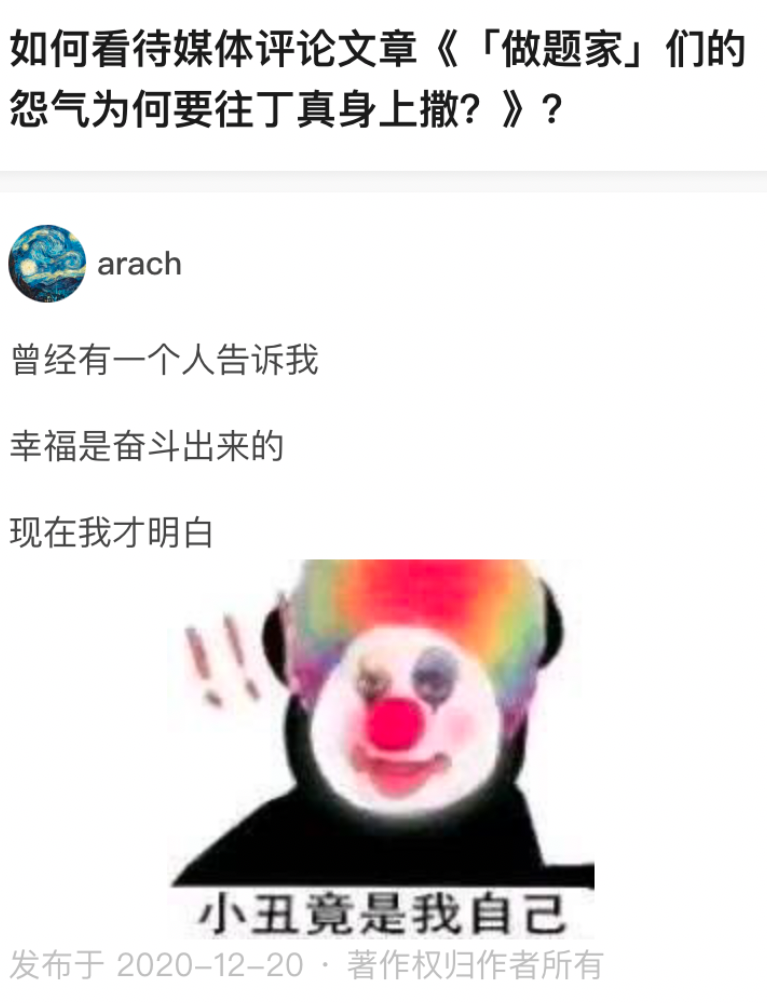 如何看待媒体评论文章《「做题家」们的
怨气为何要往丁真身上撒？》?
arach
曾经有一个人告诉我
幸福是奋斗出来的
现在我才明白
!!
小丑竟是我自己
发布于 2020-12-20 · 著作权归作者所有